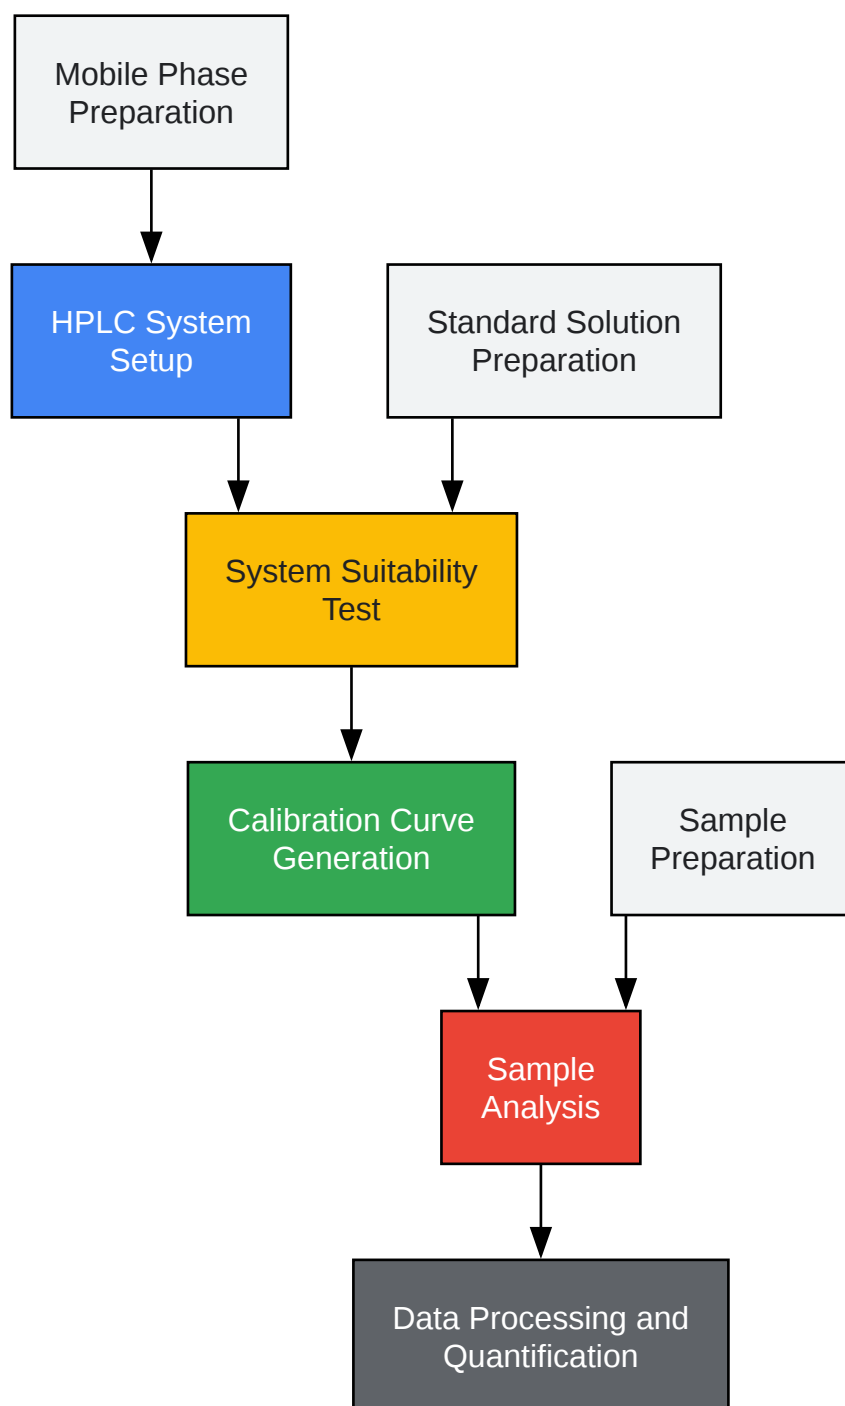 Mobile Phase
Preparation
HPLC System
Setup
Standard Solution
Preparation
System Suitability
Test
Calibration Curve
Generation
Sample
Preparation
Sample
Analysis
Data Processing and
Quantification